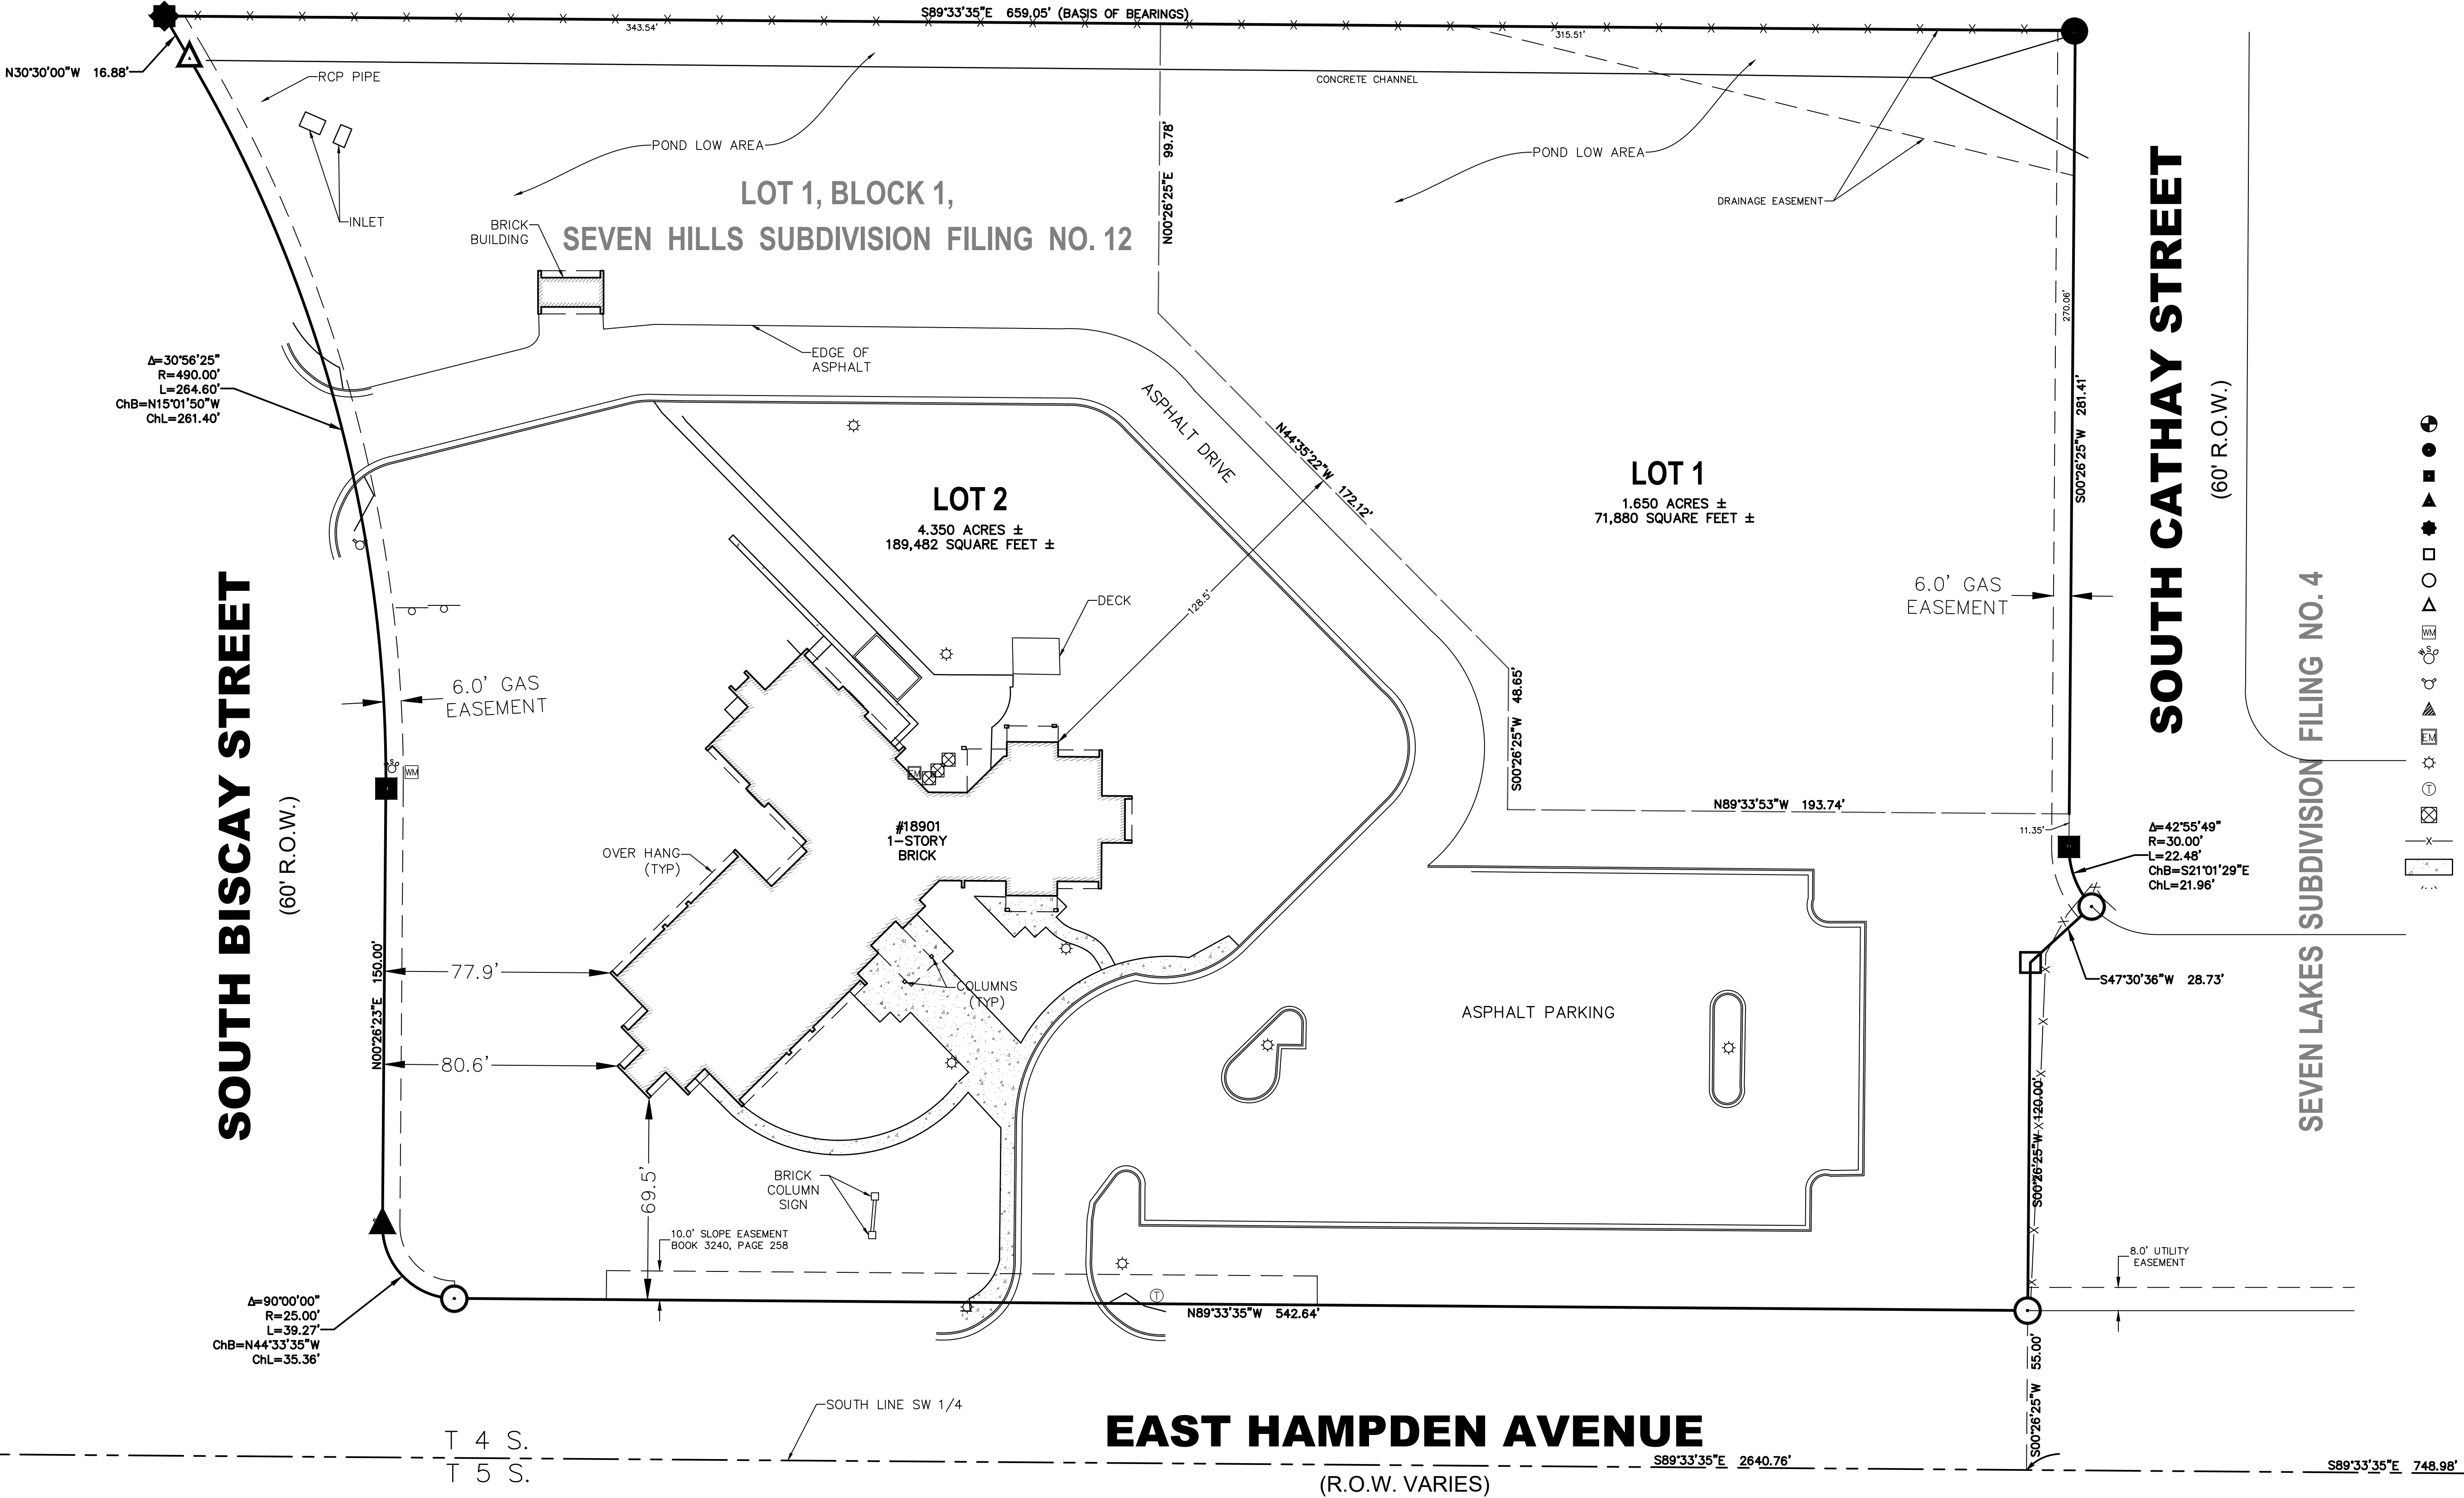 S89°33'35"E 659.05' (BASIS OF BEARINGS)
343.54'
315.51'
N30°30'00"W 16.88'
RCP PIPE
CONCRETE CHANNEL
POND LOW AREA
POND LOW AREA
N00°26'25"E 99.78'
DRAINAGE EASEMENT
LOT 1, BLOCK 1,
SEVEN HILLS SUBDIVISION FILING NO. 12
INLET
BRICK
BUILDING
EDGE OF
ASPHALT
Δ=30°56'25"
R=490.00'
L=264.60'
ChB=N15°01'50"W
ChL=261.40'
ASPHALT DRIVE
N44°35'22"W 172.12'
LOT 2
4.350 ACRES ±
189,482 SQUARE FEET ±
LOT 1
1.650 ACRES ±
71,880 SQUARE FEET ±
270.06'
S00°26'25"W 281.41'
SOUTH CATHAY STREET
(60' R.O.W.)
6.0' GAS
EASEMENT
128.5'
DECK
SOUTH BISCAY STREET
(60' R.O.W.)
6.0' GAS
EASEMENT
S00°26'25"W 48.65'
N89°33'53"W 193.74'
11.35'
WM
S
EM
#18901
1-STORY
BRICK
OVER HANG
(TYP)
Δ=42°55'49"
R=30.00'
L=22.48'
ChB=S21°01'29"E
ChL=21.96'
S47°30'36"W 28.73'
SEVEN LAKES SUBDIVISION FILING NO. 4
WM
W S O
EM
T
X
N00°26'23"E 150.00'
77.9'
80.6'
69.5'
COLUMNS
(TYP)
ASPHALT PARKING
S00°26'25"W 120.00'
BRICK
COLUMN
SIGN
10.0' SLOPE EASEMENT
BOOK 3240, PAGE 258
8.0' UTILITY
EASEMENT
T
N89°33'35"W 542.64'
Δ=90°00'00"
R=25.00'
L=39.27'
ChB=N44°33'35"W
ChL=35.36'
S00°26'25"W 55.00'
SOUTH LINE SW 1/4
EAST HAMPDEN AVENUE
(R.O.W. VARIES)
T 4 S.
T 5 S.
S89°33'35"E 2640.76'
S89°33'35"E 748.98'